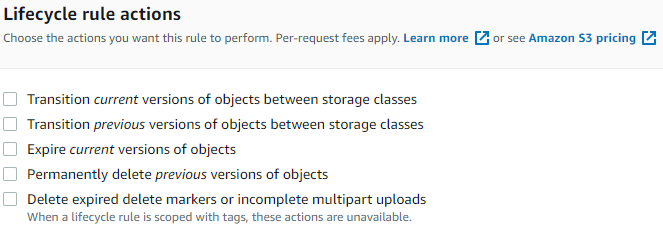 Lifecycle rule actions
Choose the actions you want this rule to perform. Per-request fees apply. Learn more or see Amazon S3 pricing
Transition current versions of objects between storage classes
Transition previous versions of objects between storage classes
Expire current versions of objects
Permanently delete previous versions of objects
Delete expired delete markers or incomplete multipart uploads
When a lifecycle rule is scoped with tags, these actions are unavailable.